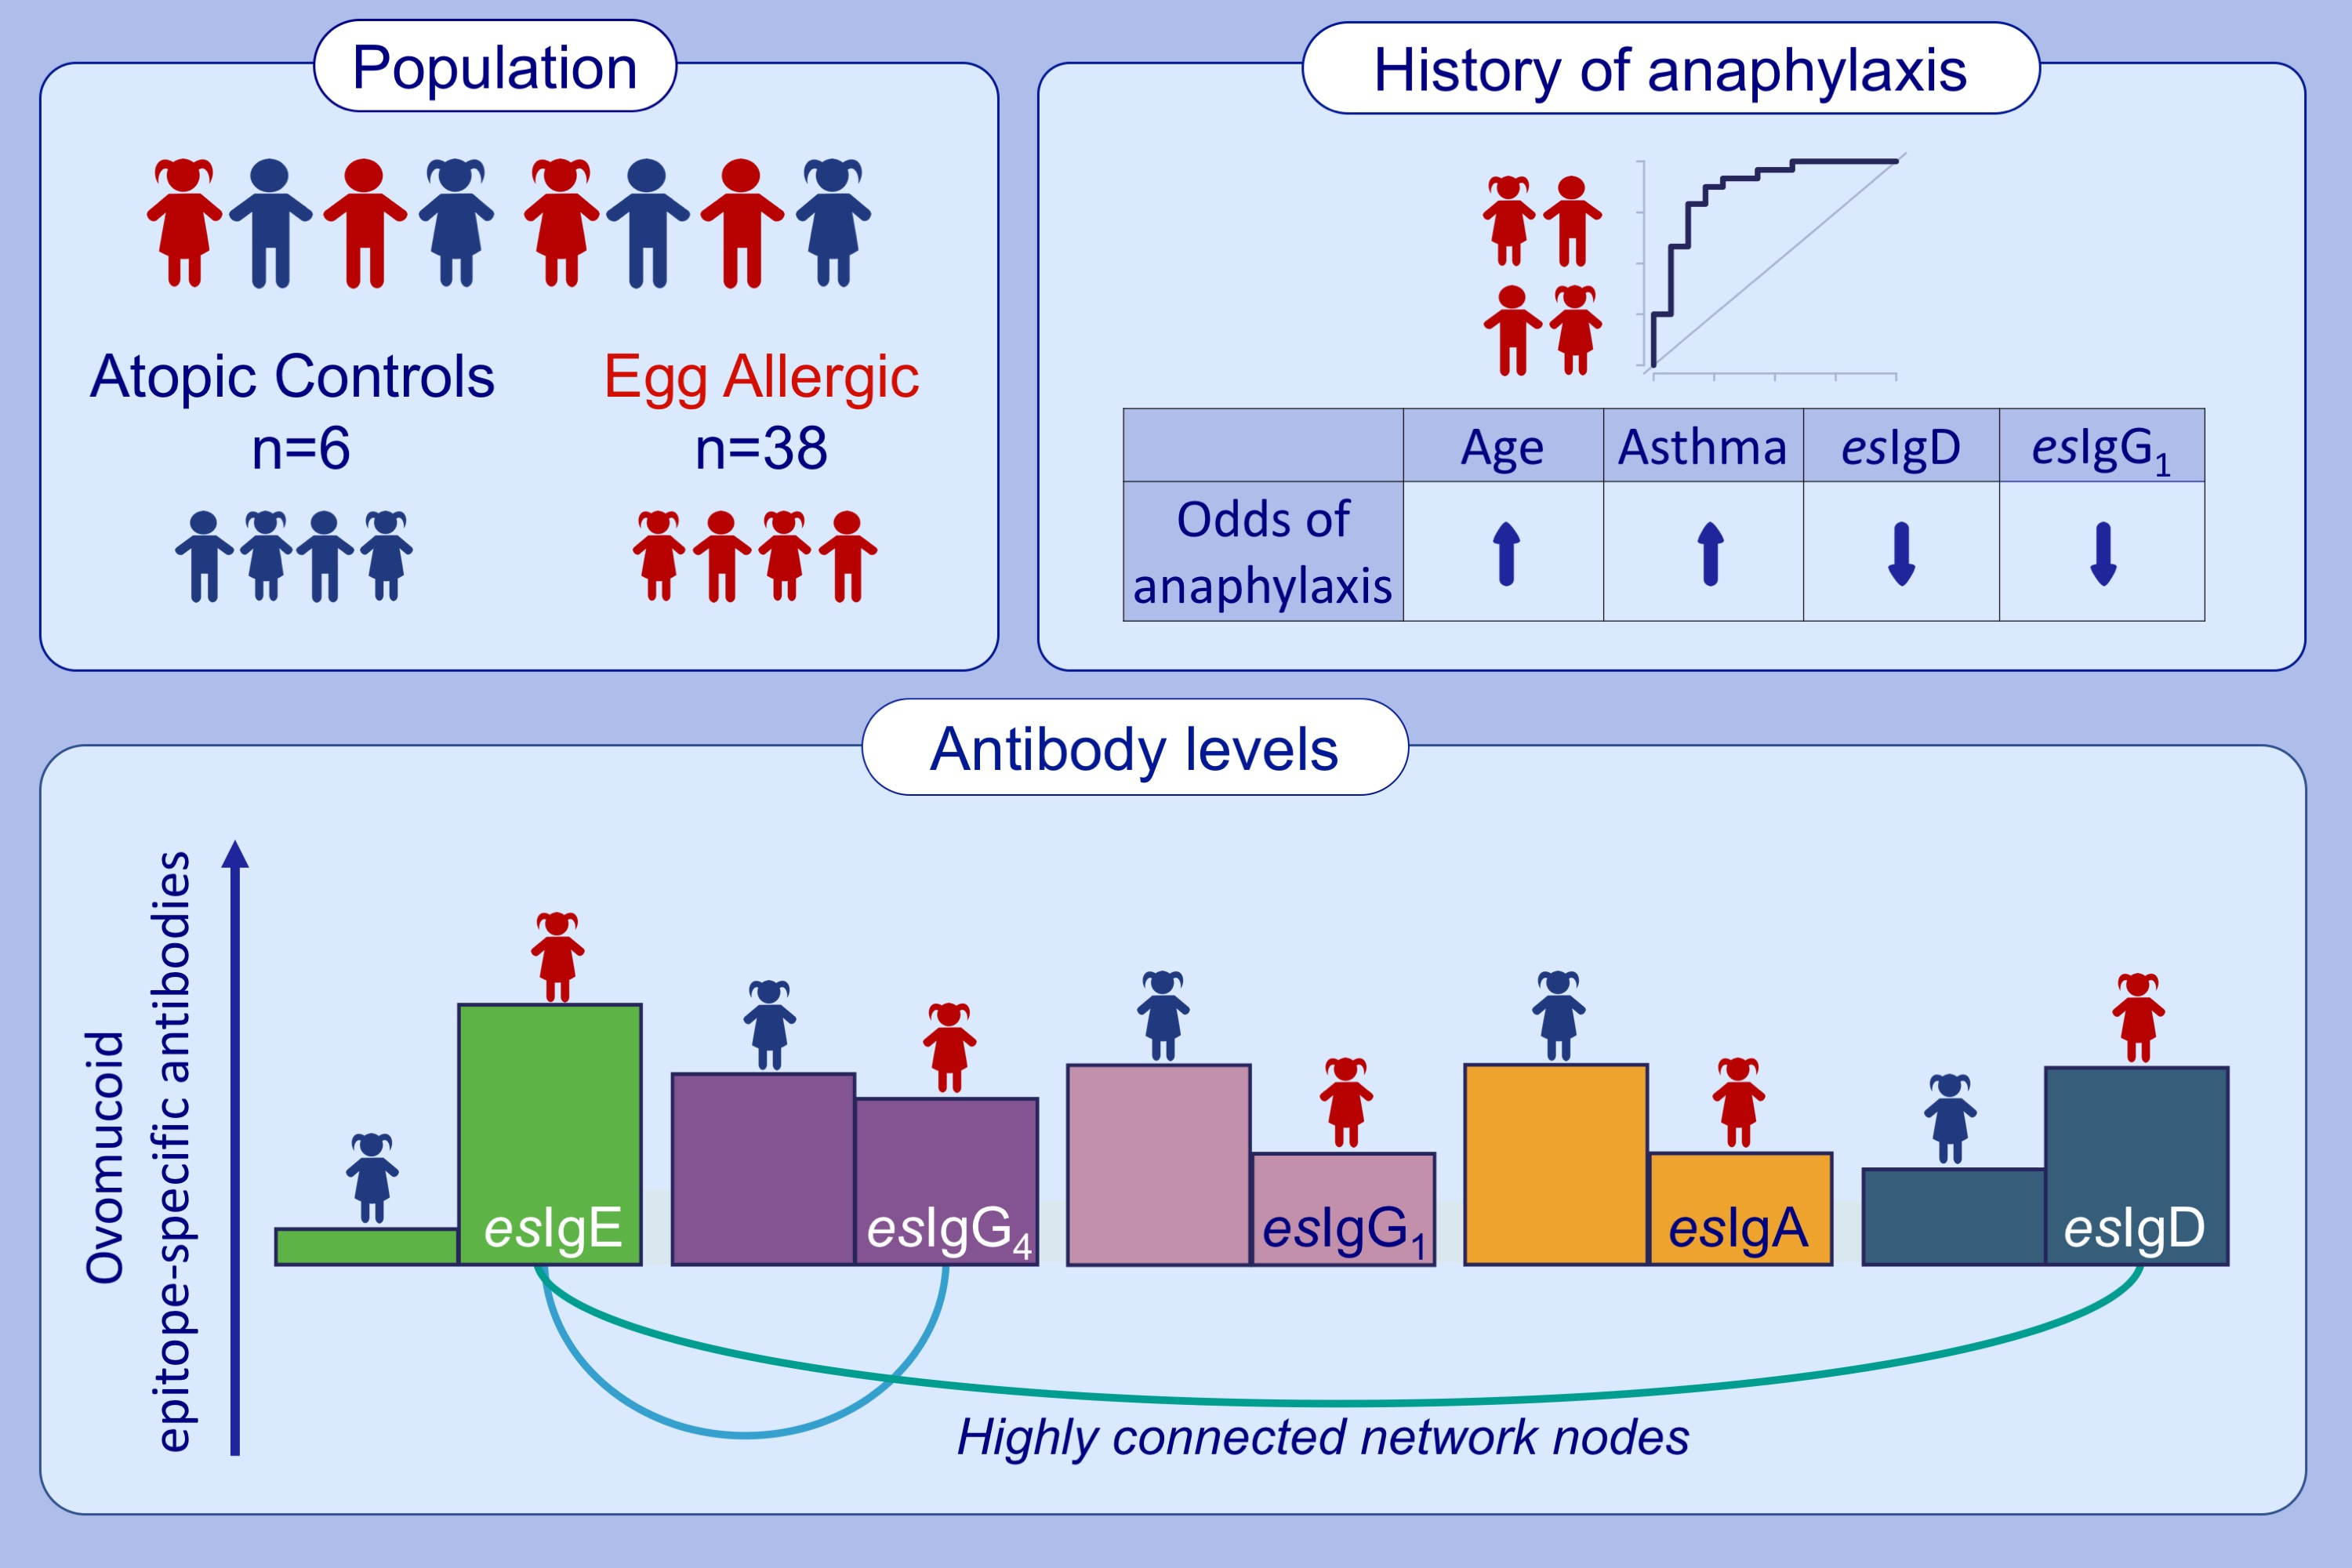 Population
Atopic Controls
n=6
Egg Allergic
n=38
History of anaphylaxis
Age Asthma esIgD esIgG1
Odds of
anaphylaxis
Antibody levels
Ovomucoid
epitope-specific antibodies
esIgE
esIgG4
esIgG1
esIgA
esIgD
Highly connected network nodes